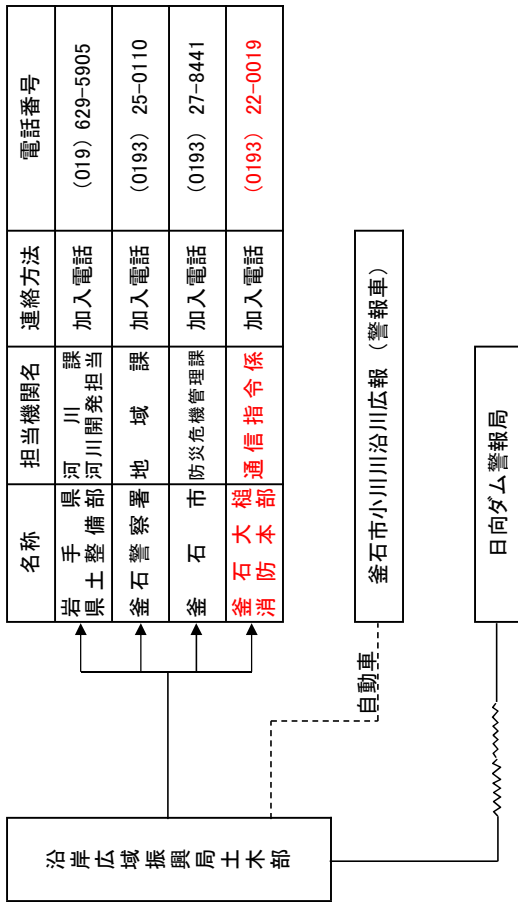 名称 担当機関名 連絡方法 電話番号
岩手県 河川課
県土整備部 河川開発担当 加入電話 (019) 629-5905
釜石警察署 地域課 加入電話 (0193) 25-0110
釜石市 防災危機管理課 加入電話 (0193) 27-8441
釜石大槌
消防本部 通信指令係 加入電話 (0193) 22-0019
沿岸広域振興局土木部
自動車
釜石市小川川沿川広報（警報車）
日向ダム警報局